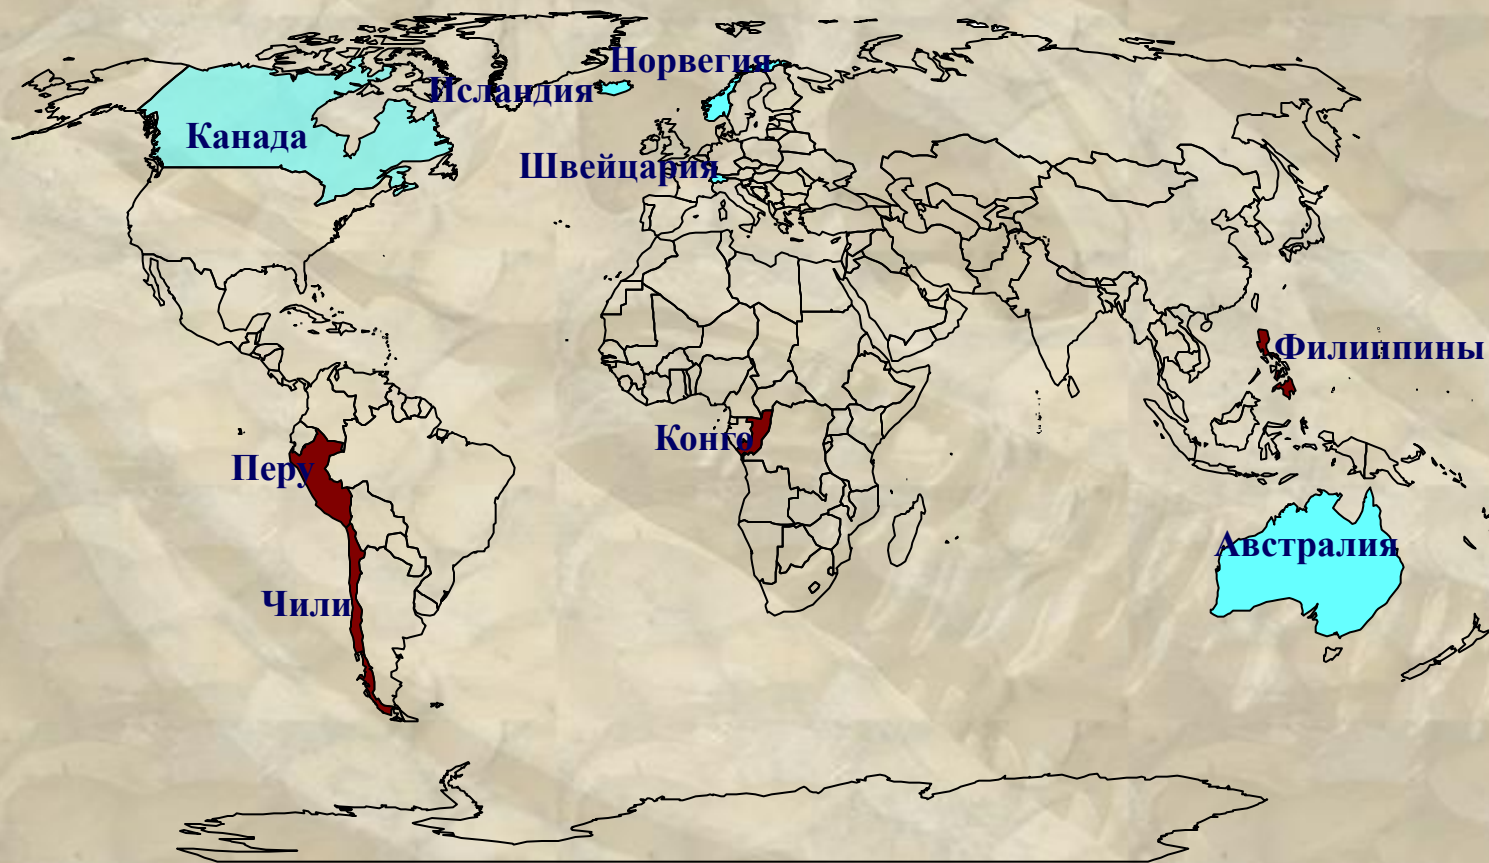 Норвегия
Исландия
Канада
Швейцария
Филиппины
Конго
Перу
Австралия
Чили